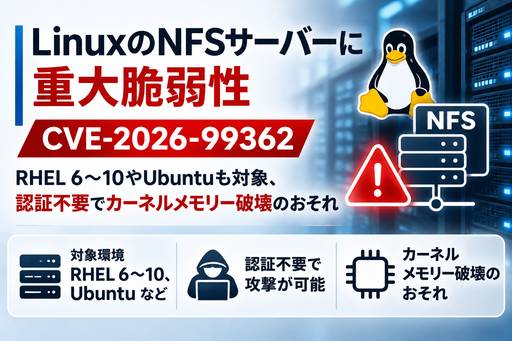 LinuxのNFSサーバーに
重大脆弱性
CVE-2026-99362
NFS
RHEL 6～10やUbuntuも対象、
認証不要でカーネルメモリー破壊のおそれ
対象環境
RHEL 6～10、
Ubuntu など
認証不要で
攻撃が可能
カーネル
メモリー破壊の
おそれ